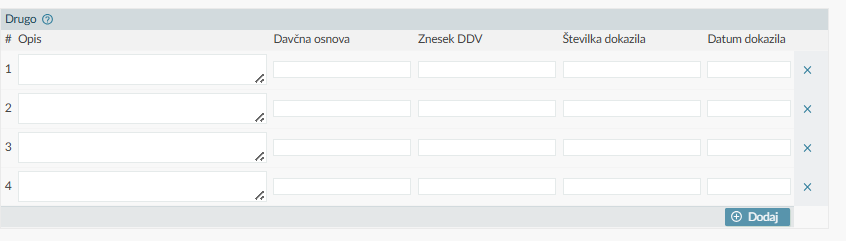 Drugo
# Opis Davčna osnova Znesek DDV Številka dokazila Datum dokazila
1
2
3
4
Dodaj